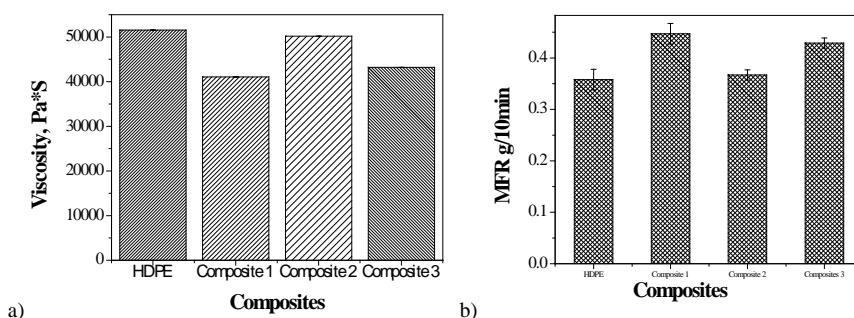 50000
40000
30000
20000
10000
0
Viscosity, Pa*S
HDPE Composite 1 Composite 2 Composite 3
Composites
a)
0.4
0.3
0.2
0.1
0.0
MFR g/10min
HDPE Composite 1 Composite 2 Composites 3
Composites
b)